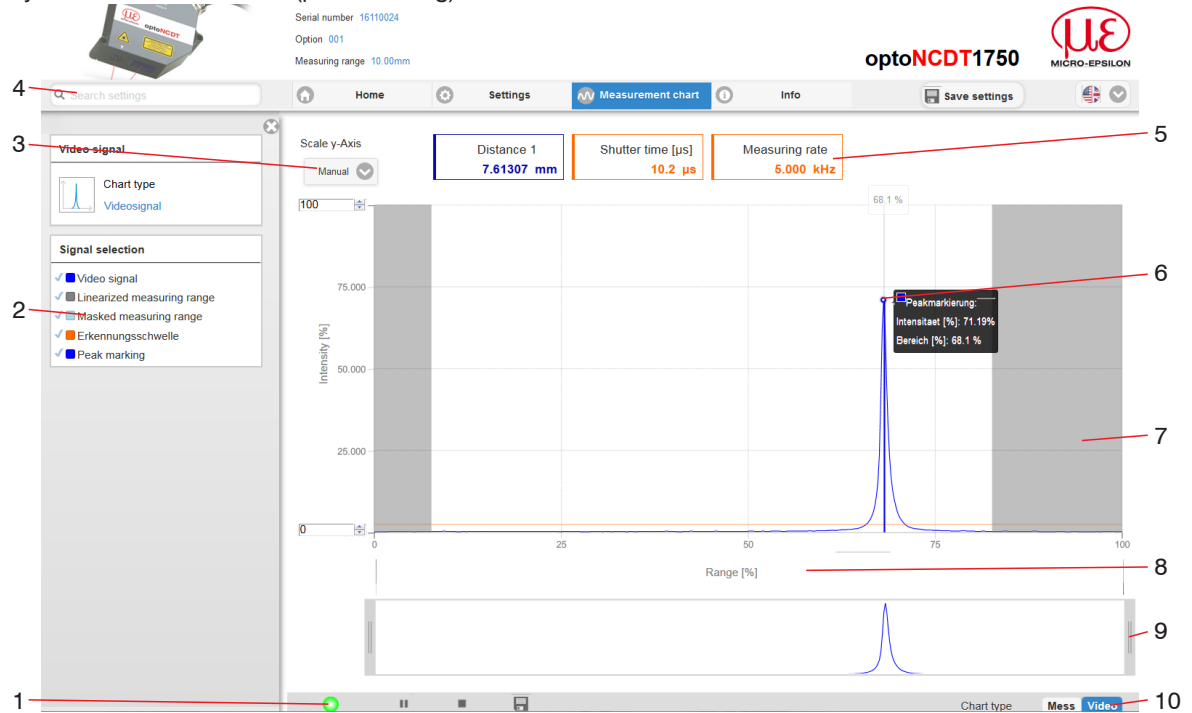 Serial number 16110024
Option 001
Measuring range 10.00mm
optoNCDT
optoNCDT1750
με
MICRO-EPSILON
4
Search settings
Home
Settings
Measurement chart
Info
Save settings
3
Video signal
Chart type
Videosignal
Scale y-Axis
Manual
Distance 1
7.61307 mm
Shutter time [µs]
10.2 µs
Measuring rate
5.000 kHz
5
Signal selection
Video signal
Linearized measuring range
2
Masked measuring range
Erkennungsschwelle
Peak marking
100
75.000
50.000
25.000
0
Intensity [%]
68.1 %
6
Peakmarkierung:
Intensitaet [%]: 71.19%
Bereich [%]: 68.1 %
7
0
25
50
75
100
Range [%]
8
9
1
Chart type
Mess
Video
10